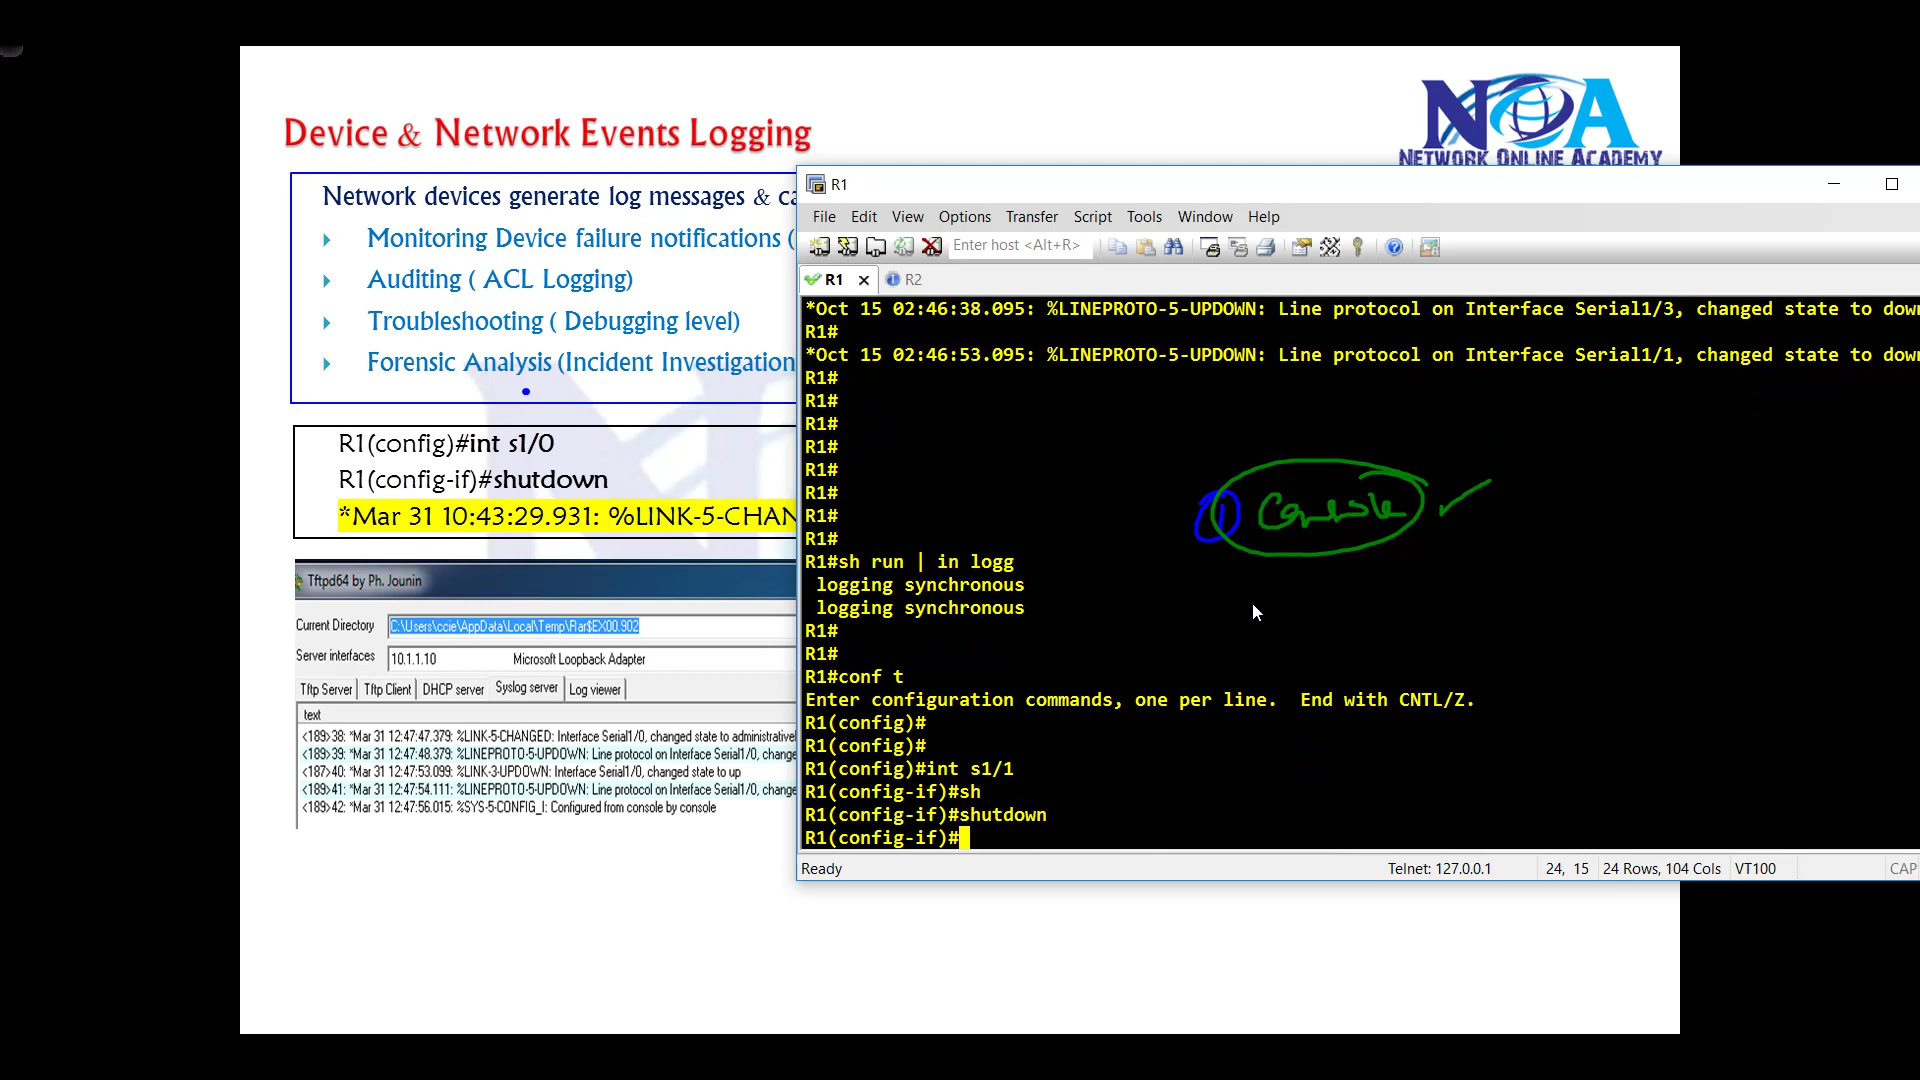 Device & Network Events Logging
NOA
NETWORK ONLINE ACADEMY
Network devices generate log messages & ca
Monitoring Device failure notifications (
Auditing ( ACL Logging)
Troubleshooting ( Debugging level)
Forensic Analysis (Incident Investigation
R1(config)#int s1/0
R1(config-if)#shutdown
*Mar 31 10:43:29.931: %LINK-5-CHAN
Tftpd64 by Ph. Jounin
Current Directory C:\Users\ccie\AppData\Local\Temp\Rar$EX00.902
Server interfaces 10.1.1.10 Microsoft Loopback Adapter
Tftp Server Tftp Client DHCP server Syslog server Log viewer
text
<189>38: *Mar 31 12:47:47.379: %LINK-5-CHANGED: Interface Serial1/0, changed state to administrativel
<189>39: *Mar 31 12:47:48.379: %LINEPROTO-5-UPDOWN: Line protocol on Interface Serial1/0, change
<187>40: *Mar 31 12:47:53.099: %LINK-3-UPDOWN: Interface Serial1/0, changed state to up
<189>41: *Mar 31 12:47:54.111: %LINEPROTO-5-UPDOWN: Line protocol on Interface Serial1/0, change
<189>42: *Mar 31 12:47:56.015: %SYS-5-CONFIG_I: Configured from console by console
R1
File Edit View Options Transfer Script Tools Window Help
Enter host <Alt+R>
R1 R2
*Oct 15 02:46:38.095: %LINEPROTO-5-UPDOWN: Line protocol on Interface Serial1/3, changed state to down
R1#
*Oct 15 02:46:53.095: %LINEPROTO-5-UPDOWN: Line protocol on Interface Serial1/1, changed state to down
R1#
R1#
R1#
R1#
R1#
R1#
R1#
R1#
1 Console
R1#sh run | in logg
logging synchronous
logging synchronous
R1#
R1#
R1#conf t
Enter configuration commands, one per line. End with CNTL/Z.
R1(config)#
R1(config)#
R1(config)#int s1/1
R1(config-if)#sh
R1(config-if)#shutdown
R1(config-if)#
Ready Telnet: 127.0.0.1 24, 15 24 Rows, 104 Cols VT100 CAP